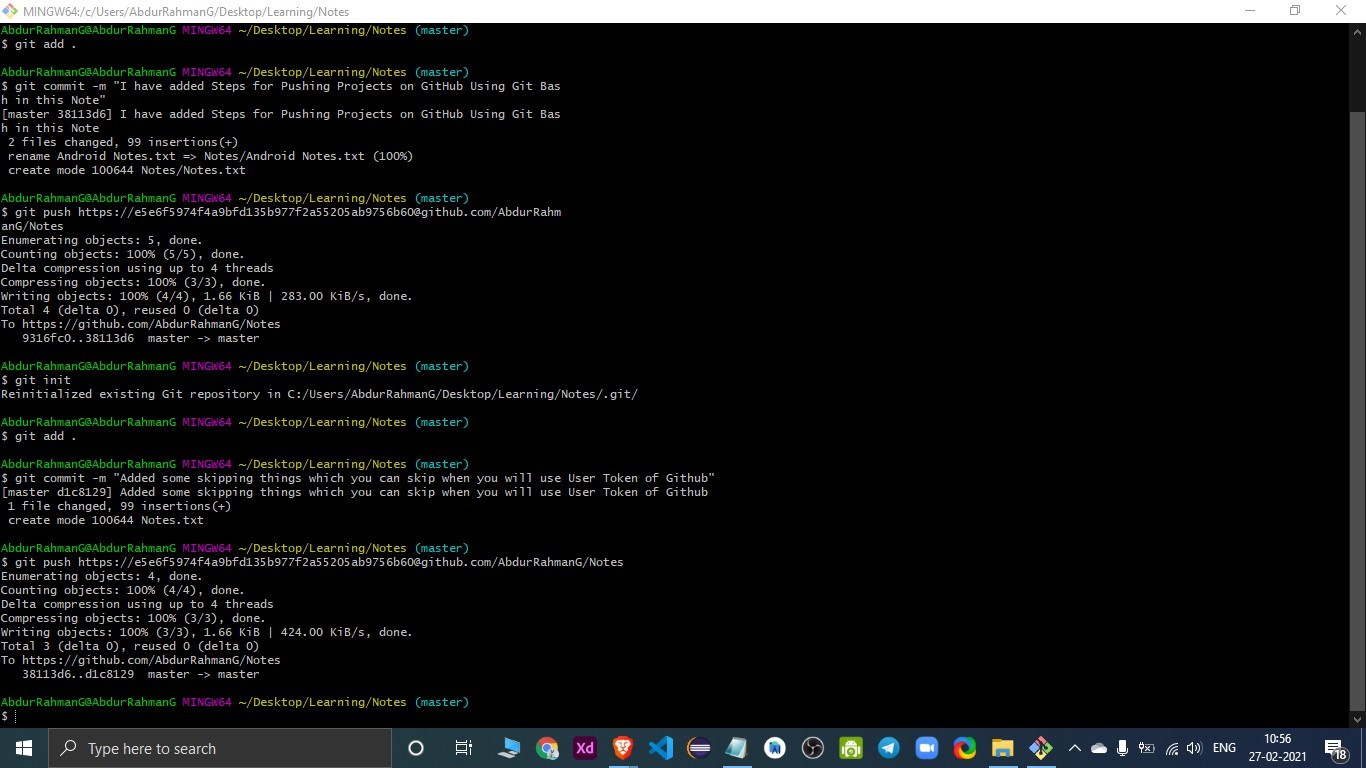 MINGW64:/c/Users/AbdurRahmanG/Desktop/Learning/Notes
AbdurRahmanG@AbdurRahmanG MINGW64 ~/Desktop/Learning/Notes (master)
$ git add .
AbdurRahmanG@AbdurRahmanG MINGW64 ~/Desktop/Learning/Notes (master)
$ git commit -m "I have added Steps for Pushing Projects on GitHub Using Git Bas
h in this Note"
[master 38113d6] I have added Steps for Pushing Projects on GitHub Using Git Bas
h in this Note
2 files changed, 99 insertions(+)
rename Android Notes.txt => Notes/Android Notes.txt (100%)
create mode 100644 Notes/Notes.txt
AbdurRahmanG@AbdurRahmanG MINGW64 ~/Desktop/Learning/Notes (master)
$ git push https://e5e6f5974f4a9bfd135b977f2a55205ab9756b60@github.com/AbdurRahm
anG/Notes
Enumerating objects: 5, done.
Counting objects: 100% (5/5), done.
Delta compression using up to 4 threads
Compressing objects: 100% (3/3), done.
Writing objects: 100% (4/4), 1.66 KiB | 283.00 KiB/s, done.
Total 4 (delta 0), reused 0 (delta 0)
To https://github.com/AbdurRahmanG/Notes
9316fc0..38113d6  master -> master
AbdurRahmanG@AbdurRahmanG MINGW64 ~/Desktop/Learning/Notes (master)
$ git init
Reinitialized existing Git repository in C:/Users/AbdurRahmanG/Desktop/Learning/Notes/.git/
AbdurRahmanG@AbdurRahmanG MINGW64 ~/Desktop/Learning/Notes (master)
$ git add .
AbdurRahmanG@AbdurRahmanG MINGW64 ~/Desktop/Learning/Notes (master)
$ git commit -m "Added some skipping things which you can skip when you will use User Token of Github"
[master d1c8129] Added some skipping things which you can skip when you will use User Token of Github
1 file changed, 99 insertions(+)
create mode 100644 Notes.txt
AbdurRahmanG@AbdurRahmanG MINGW64 ~/Desktop/Learning/Notes (master)
$ git push https://e5e6f5974f4a9bfd135b977f2a55205ab9756b60@github.com/AbdurRahmanG/Notes
Enumerating objects: 4, done.
Counting objects: 100% (4/4), done.
Delta compression using up to 4 threads
Compressing objects: 100% (3/3), done.
Writing objects: 100% (3/3), 1.66 KiB | 424.00 KiB/s, done.
Total 3 (delta 0), reused 0 (delta 0)
To https://github.com/AbdurRahmanG/Notes
38113d6..d1c8129  master -> master
AbdurRahmanG@AbdurRahmanG MINGW64 ~/Desktop/Learning/Notes (master)
$
Type here to search
Xd
ENG
10:56
27-02-2021
18